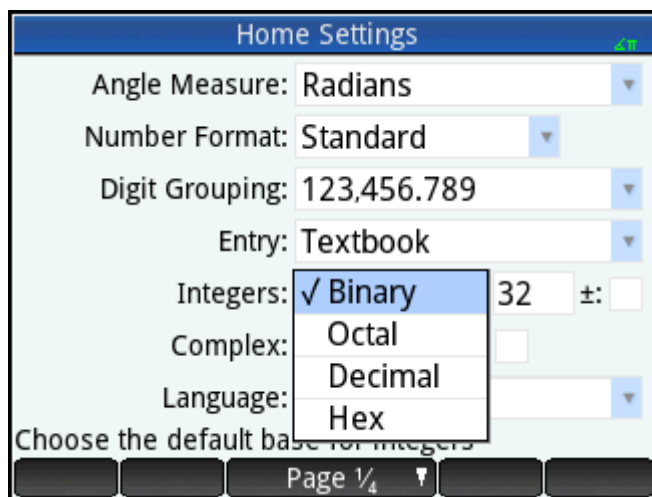 Home Settings ∡π
Angle Measure: Radians
Number Format: Standard
Digit Grouping: 123,456.789
Entry: Textbook
Integers: √ Binary 32 ±:
Octal
Complex:
Decimal
Language:
Hex
Choose the default base for integers
Page ¼